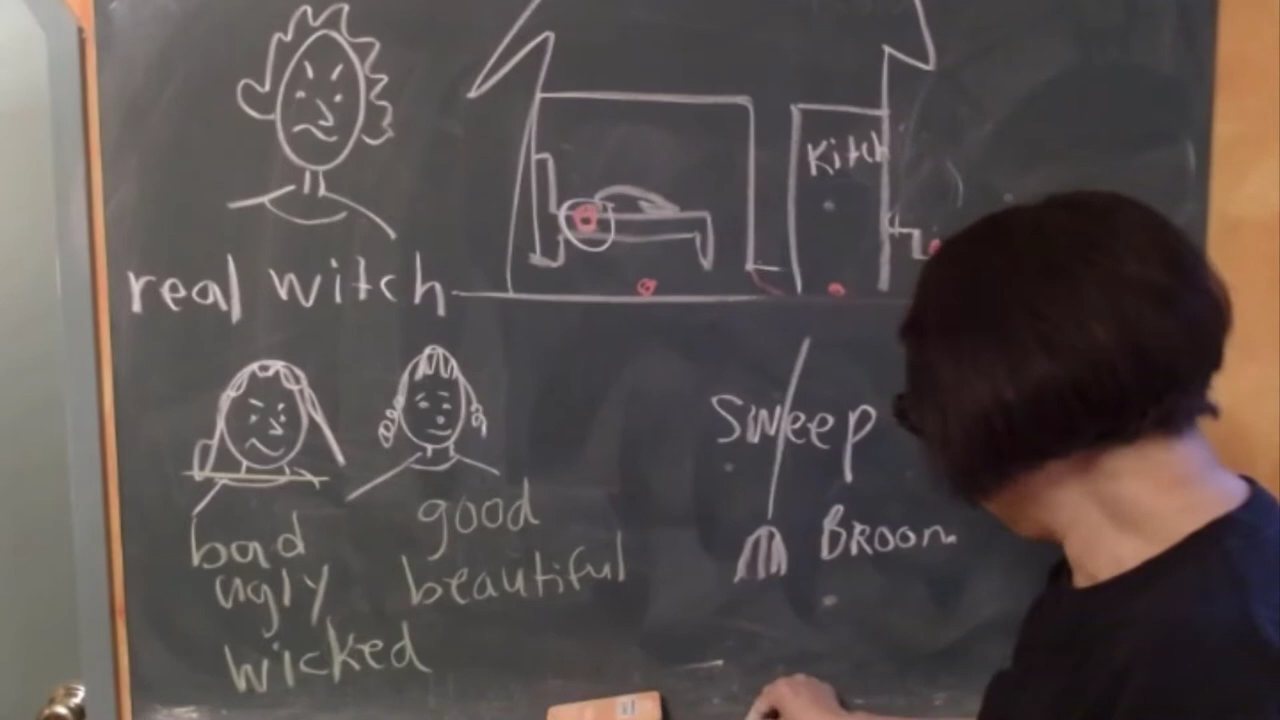 Kitch
real witch
Sweep
good
Broom
bad
beautiful
ugly
wicked